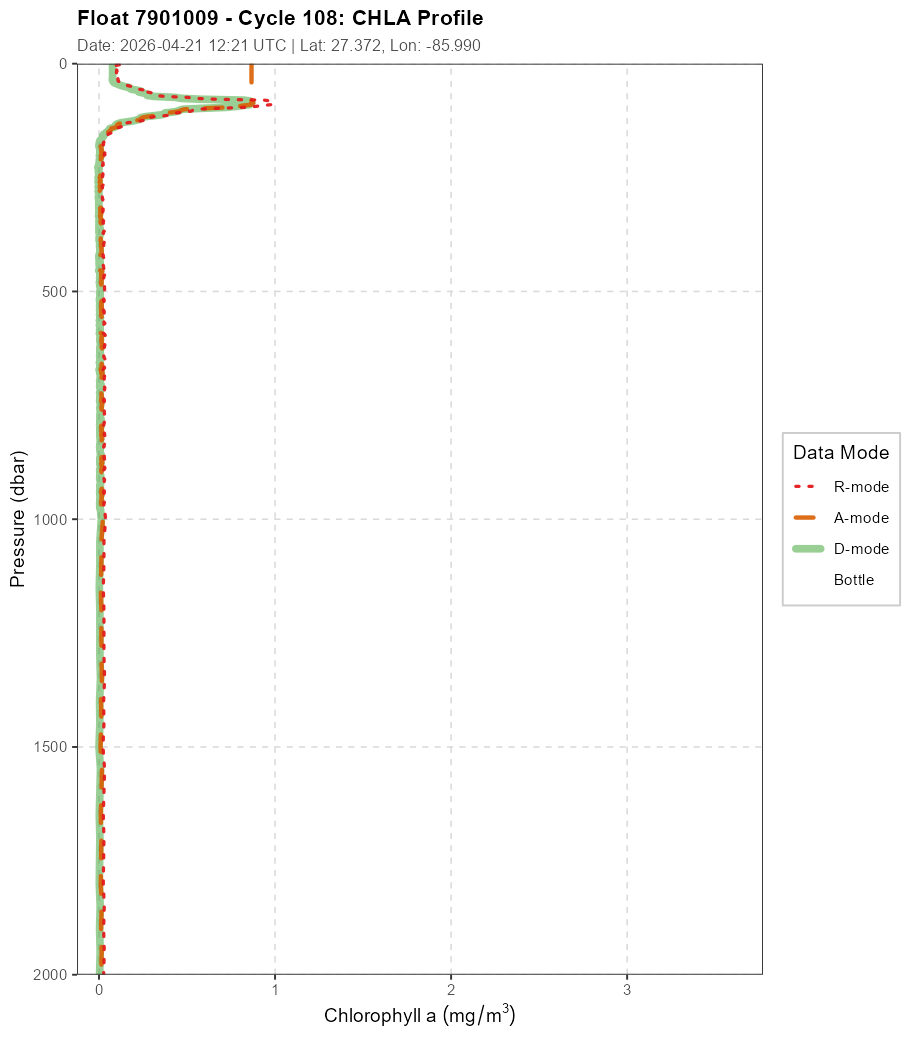 Float 7901009 - Cycle 108: CHLA Profile
Date: 2026-04-21 12:21 UTC | Lat: 27.372, Lon: -85.990
0
500
1000
1500
2000
Pressure (dbar)
0 1 2 3
Chlorophyll a (mg/m³)
Data Mode
R-mode
A-mode
D-mode
Bottle